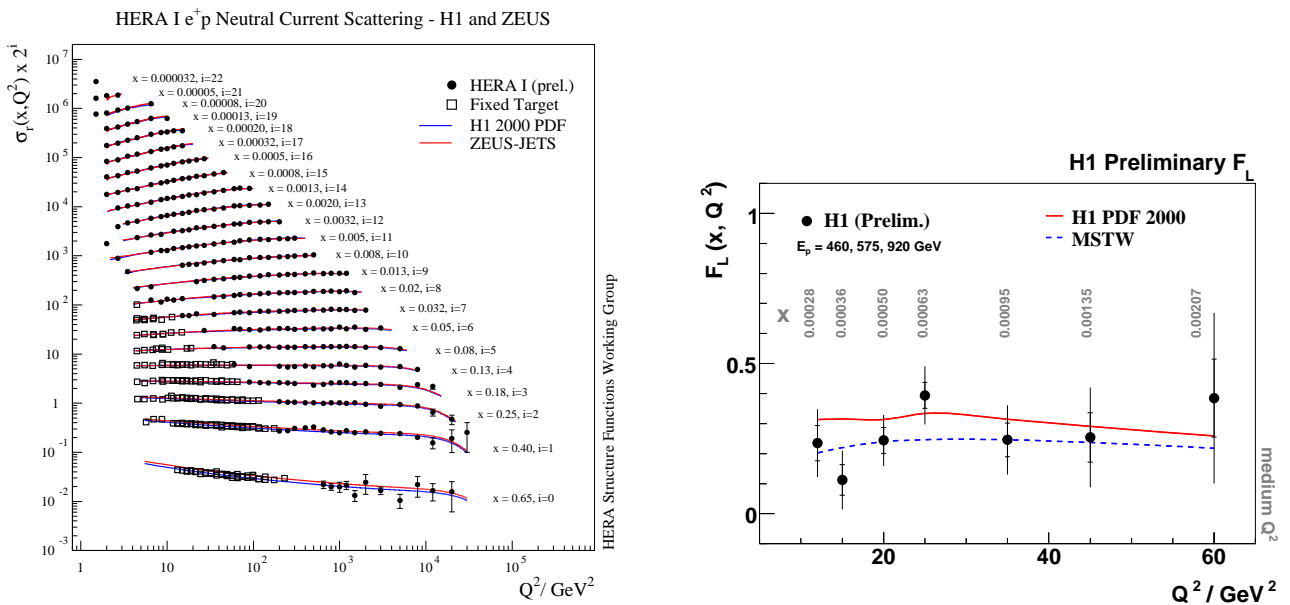 HERA I e+p Neutral Current Scattering - H1 and ZEUS
σr(x,Q2) x 2i
10 7
10 6
10 5
10 4
10 3
10 2
10
1
10 -1
10 -2
10 -3
x = 0.000032, i=22
x = 0.00005, i=21
x = 0.00008, i=20
x = 0.00013, i=19
x = 0.00020, i=18
x = 0.00032, i=17
x = 0.0005, i=16
x = 0.0008, i=15
x = 0.0013, i=14
x = 0.0020, i=13
x = 0.0032, i=12
x = 0.005, i=11
x = 0.008, i=10
x = 0.013, i=9
x = 0.02, i=8
x = 0.032, i=7
x = 0.05, i=6
x = 0.08, i=5
x = 0.13, i=4
x = 0.18, i=3
x = 0.25, i=2
x = 0.40, i=1
x = 0.65, i=0
HERA I (prel.)
Fixed Target
H1 2000 PDF
ZEUS-JETS
1
10
10 2
10 3
10 4
10 5
Q2/ GeV2
HERA Structure Functions Working Group
H1 Preliminary FL
FL (x, Q2)
1
0.5
0
H1 (Prelim.)
Ep = 460, 575, 920 GeV
H1 PDF 2000
MSTW
x
0.00028
0.00036
0.00050
0.00063
0.00095
0.00135
0.00207
20
40
60
Q2 / GeV2
medium Q2